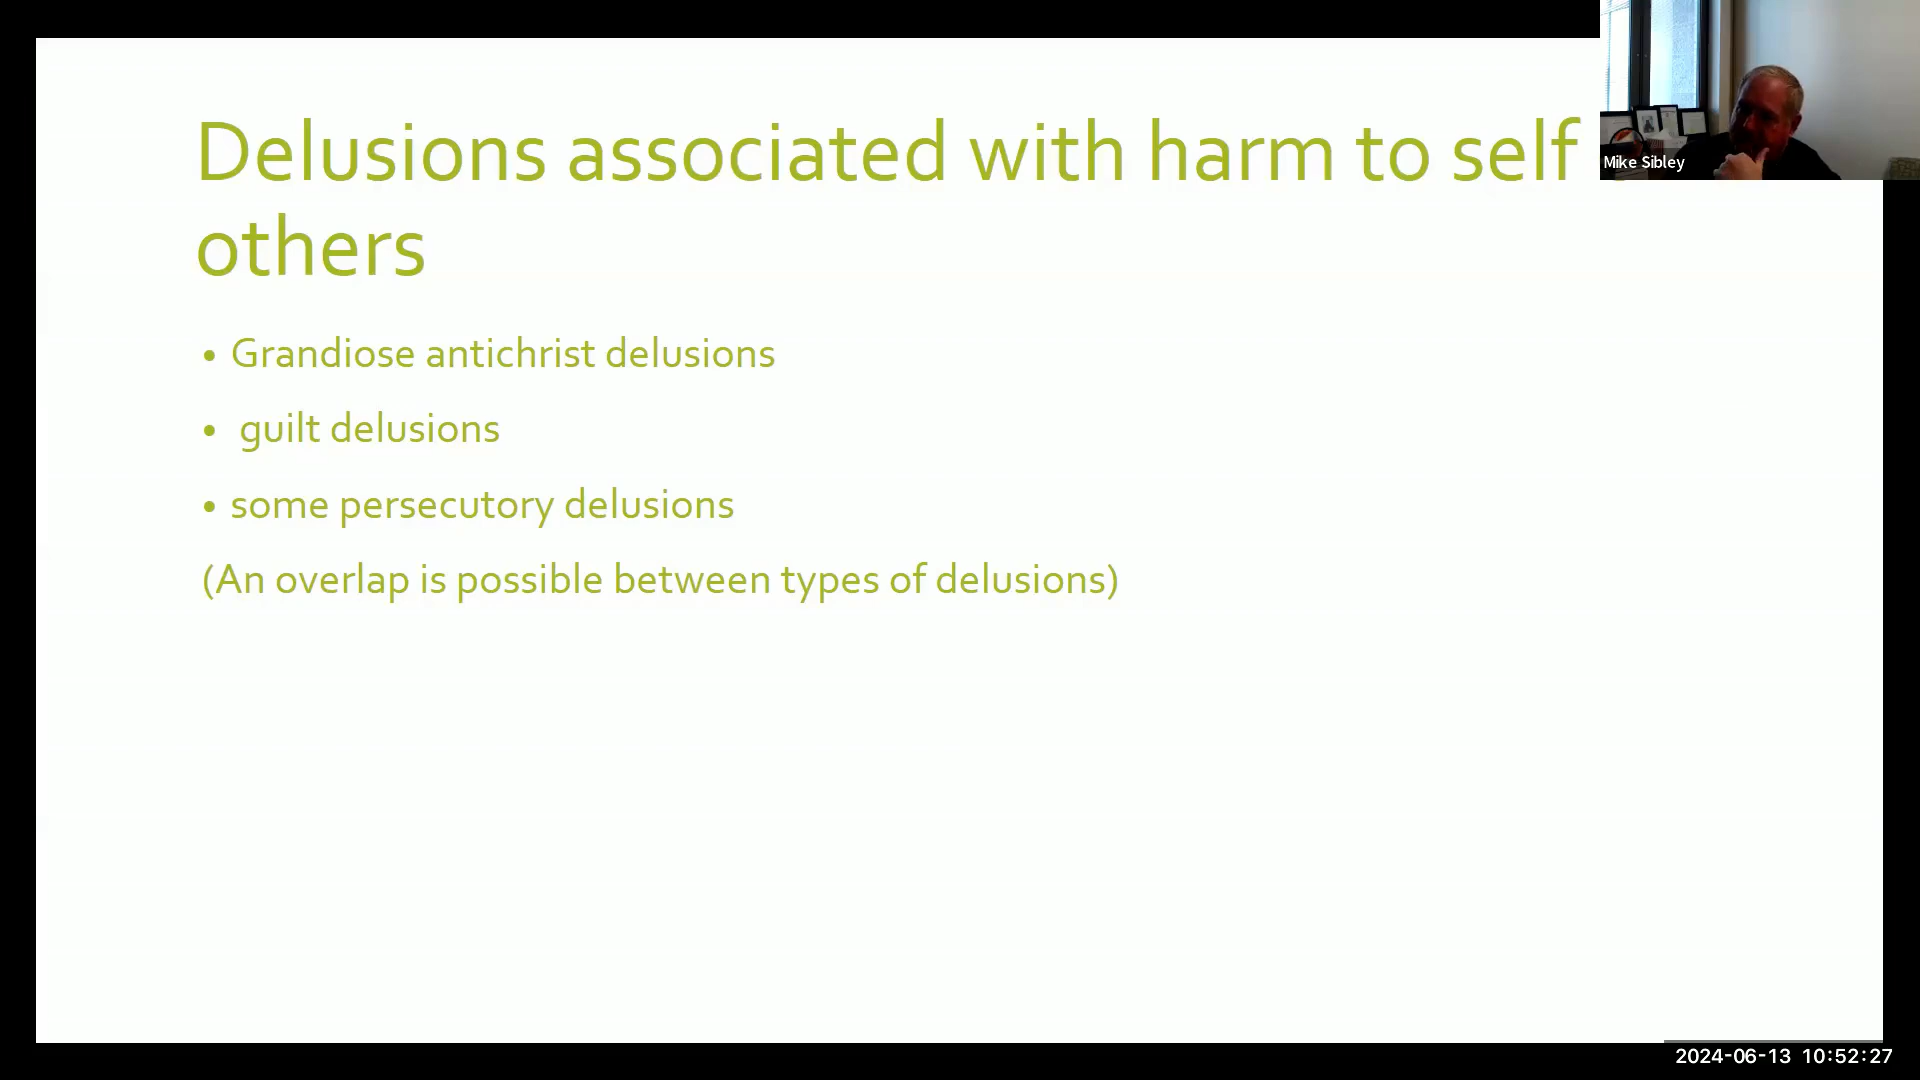 Delusions associated with harm to self
others
• Grandiose antichrist delusions
• guilt delusions
• some persecutory delusions
(An overlap is possible between types of delusions)
Mike Sibley
2024-06-13 10:52:27